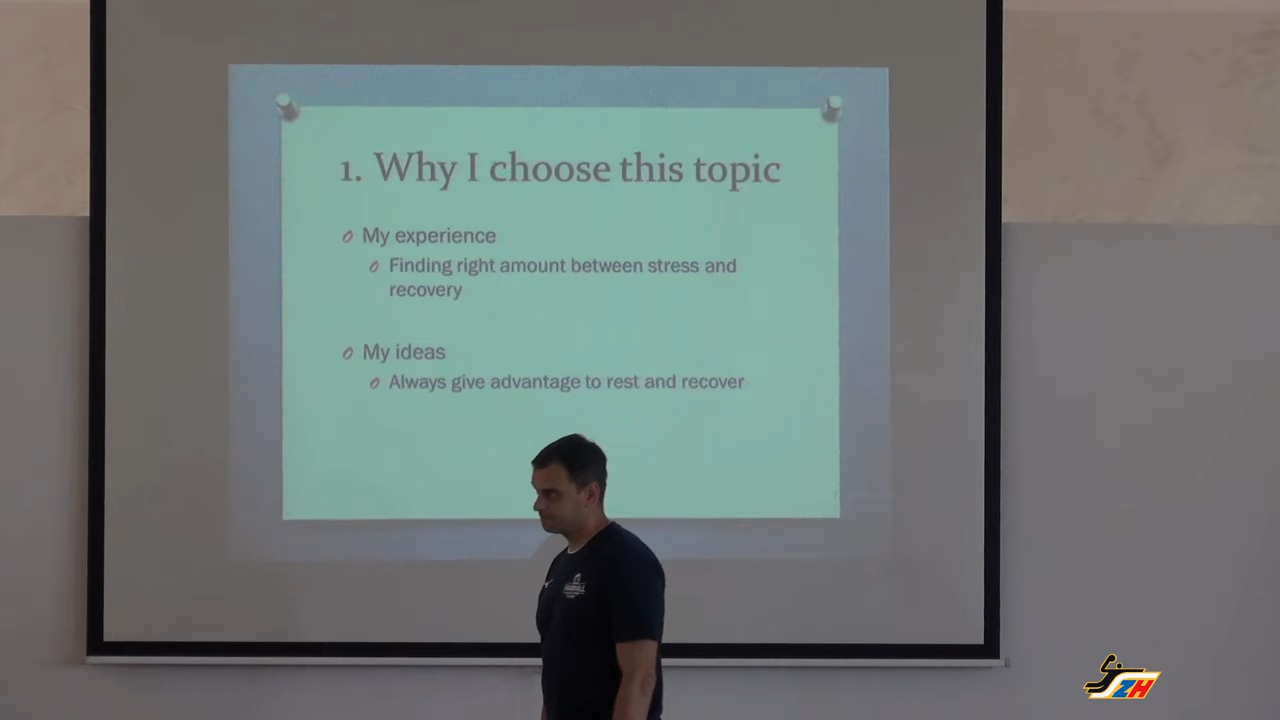 1. Why I choose this topic
My experience
Finding right amount between stress and
recovery
My ideas
Always give advantage to rest and recover
ZH